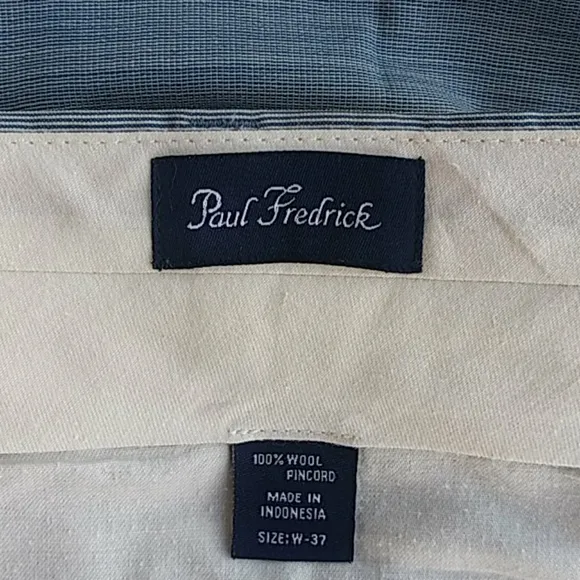 Paul Fredrick
100% WOOL
PINCORD
MADE IN
INDONESIA
SIZE: W-37